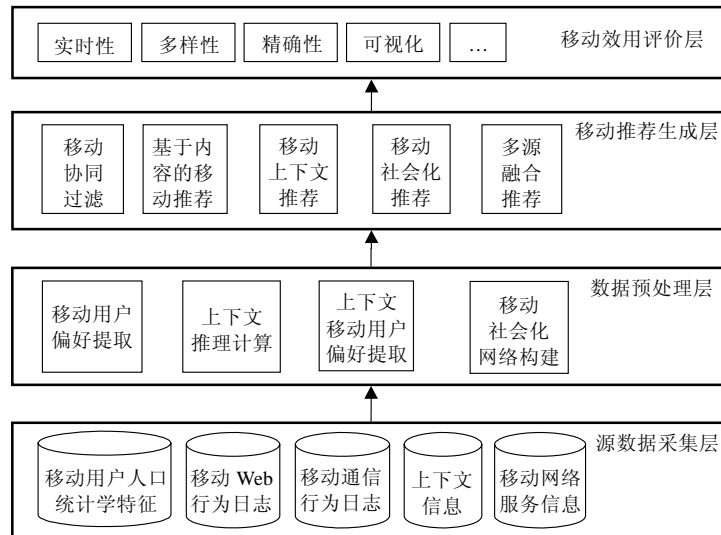 实时性 多样性 精确性 可视化 … 移动效用评价层
移动推荐生成层
移动
协同
过滤
基于内
容的移
动推荐
移动
上下文
推荐
移动
社会化
推荐
多源
融合
推荐
数据预处理层
移动用户
偏好提取
上下文
推理计算
上下文
移动用户
偏好提取
移动
社会化
网络构建
源数据采集层
移动用户人口
统计学特征
移动 Web
行为日志
移动通信
行为日志
上下文
信息
移动网络
服务信息